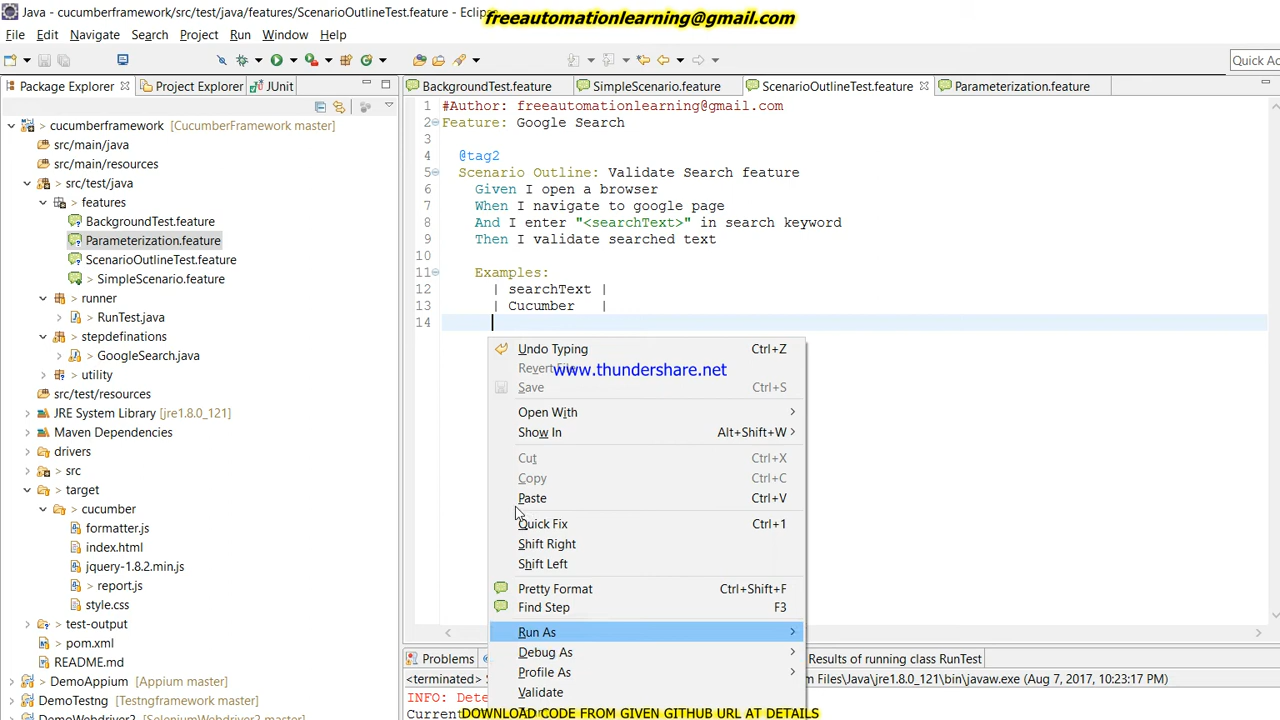 Java - cucumberframework/src/test/java/features/ScenarioOutlineTest.feature - Eclip
freeautomationlearning@gmail.com
File Edit Navigate Search Project Run Window Help
Quick Ac
Package Explorer Project Explorer JUnit
BackgroundTest.feature SimpleScenario.feature ScenarioOutlineTest.feature Parameterization.feature
> cucumberframework [CucumberFramework master]
src/main/java
src/main/resources
> src/test/java
> features
BackgroundTest.feature
Parameterization.feature
ScenarioOutlineTest.feature
> SimpleScenario.feature
> runner
> RunTest.java
> stepdefinations
> GoogleSearch.java
> utility
src/test/resources
JRE System Library [jre1.8.0_121]
Maven Dependencies
drivers
> src
> target
> cucumber
formatter.js
index.html
jquery-1.8.2.min.js
> report.js
style.css
> test-output
> pom.xml
README.md
> DemoAppium [Appium master]
> DemoTestng [Testngframework master]
> DemoWebdriver2 [SeleniumWebdriver2 master]
1 #Author: freeautomationlearning@gmail.com
2 Feature: Google Search
3
4 @tag2
5 Scenario Outline: Validate Search feature
6 Given I open a browser
7 When I navigate to google page
8 And I enter "<searchText>" in search keyword
9 Then I validate searched text
10
11 Examples:
12 | searchText |
13 | Cucumber |
14
Undo Typing Ctrl+Z
Revert File
www.thundershare.net
Save Ctrl+S
Open With
Show In Alt+Shift+W
Cut Ctrl+X
Copy Ctrl+C
Paste Ctrl+V
Quick Fix Ctrl+1
Shift Right
Shift Left
Pretty Format Ctrl+Shift+F
Find Step F3
Run As
Debug As
Profile As
Validate
Problems
Results of running class RunTest
<terminated>
m Files\Java\jre1.8.0_121\bin\javaw.exe (Aug 7, 2017, 10:23:17 PM)
INFO: Dete
Current
DOWNLOAD CODE FROM GIVEN GITHUB URL AT DETAILS